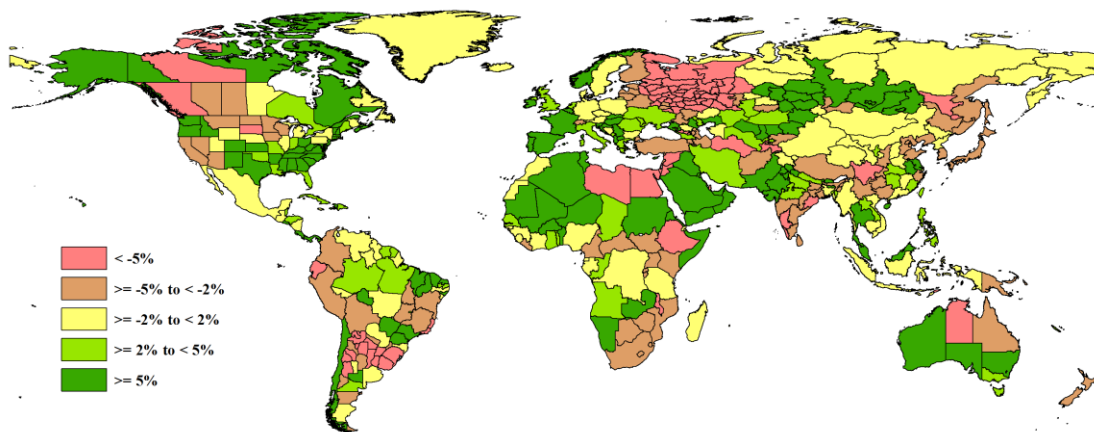 < -5%
>= -5% to < -2%
>= -2% to < 2%
>= 2% to < 5%
>= 5%